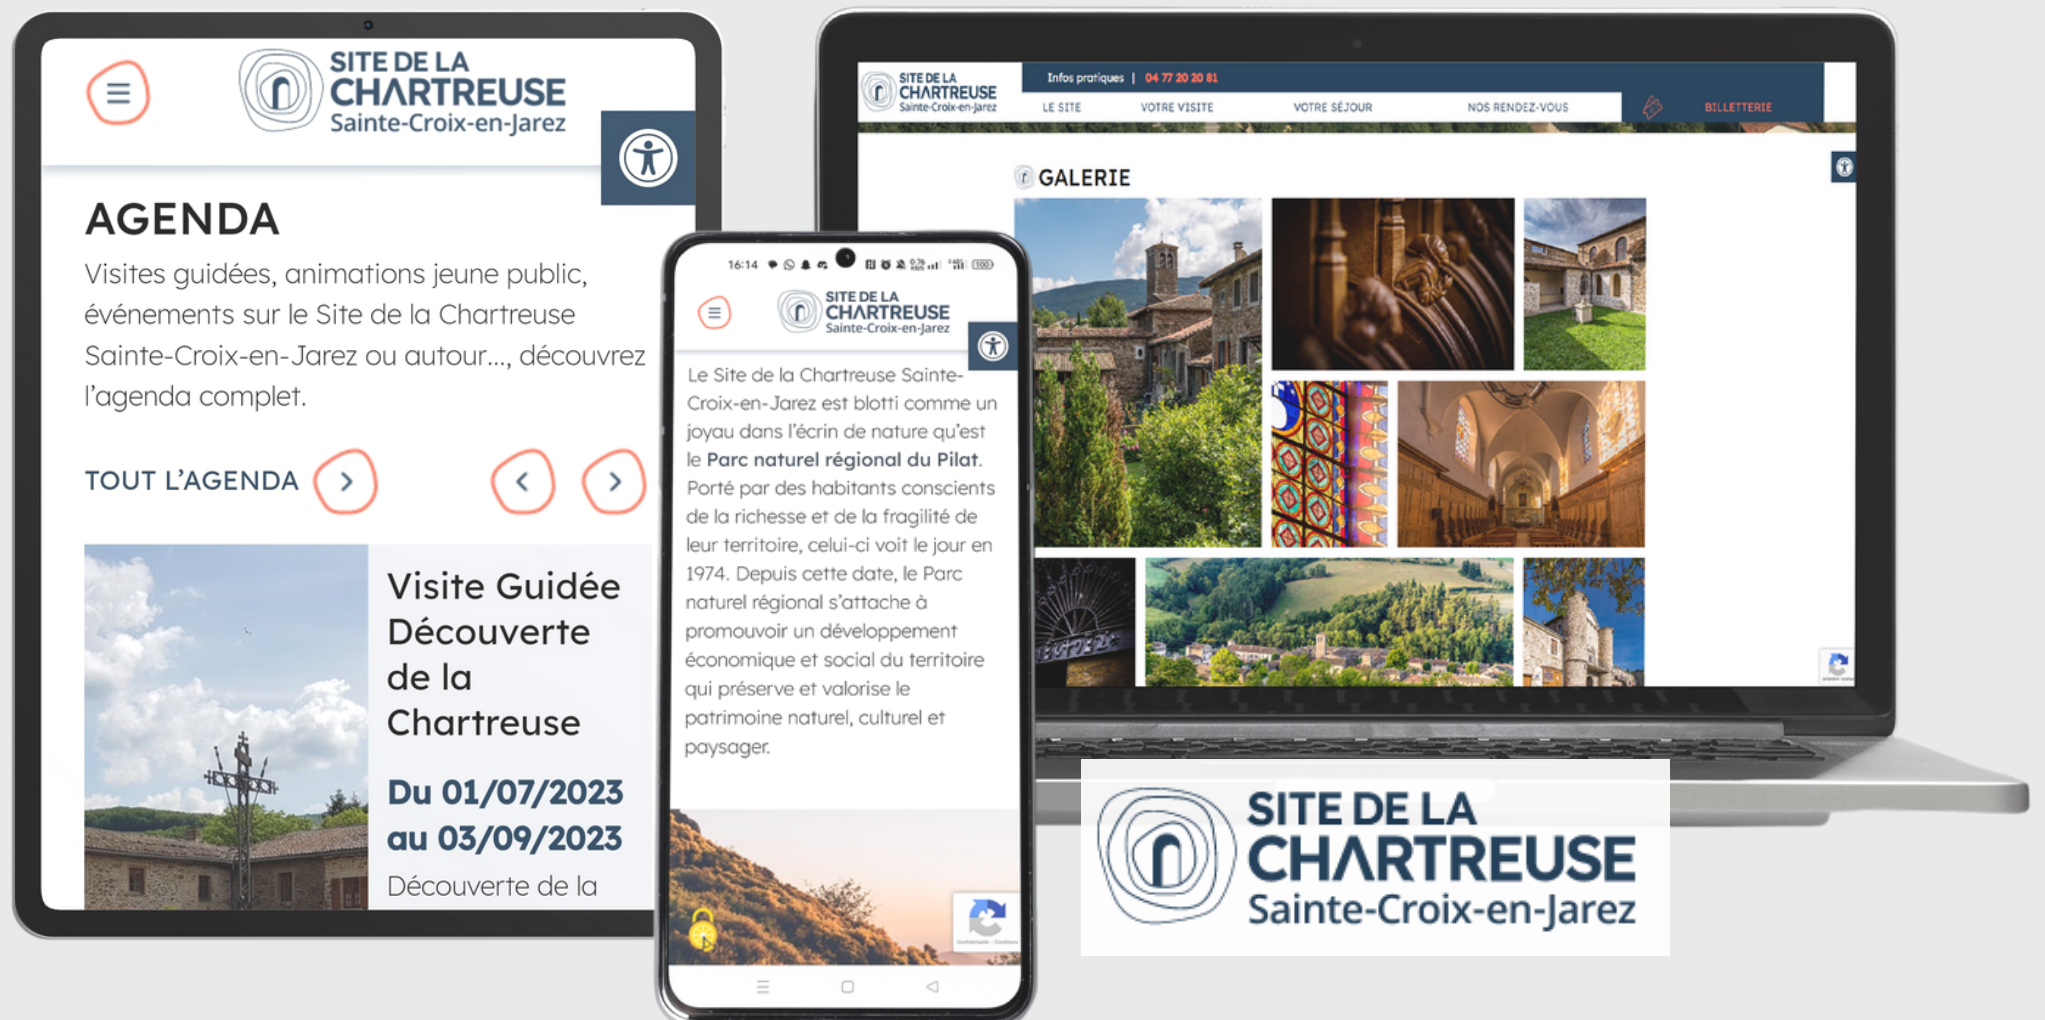 SITE DE LA
CHARTREUSE
Sainte-Croix-en-Jarez
AGENDA
Visites guidées, animations jeune public,
événements sur le Site de la Chartreuse
Sainte-Croix-en-Jarez ou autour..., découvrez
l'agenda complet.
TOUT L'AGENDA
Visite Guidée
Découverte
de la
Chartreuse
Du 01/07/2023
au 03/09/2023
Découverte de la
16:14
SITE DE LA
CHARTREUSE
Sainte-Croix-en-Jarez
Le Site de la Chartreuse Sainte-
Croix-en-Jarez est blotti comme un
joyau dans l'écrin de nature qu'est
le Parc naturel régional du Pilat.
Porté par des habitants conscients
de la richesse et de la fragilité de
leur territoire, celui-ci voit le jour en
1974. Depuis cette date, le Parc
naturel régional s'attache à
promouvoir un développement
économique et social du territoire
qui préserve et valorise le
patrimoine naturel, culturel et
paysager.
SITE DE LA
CHARTREUSE
Sainte-Croix-en-Jarez
Infos pratiques | 04 77 20 20 81
LE SITE VOTRE VISITE VOTRE SÉJOUR NOS RENDEZ-VOUS BILLETTERIE
GALERIE
SITE DE LA
CHARTREUSE
Sainte-Croix-en-Jarez